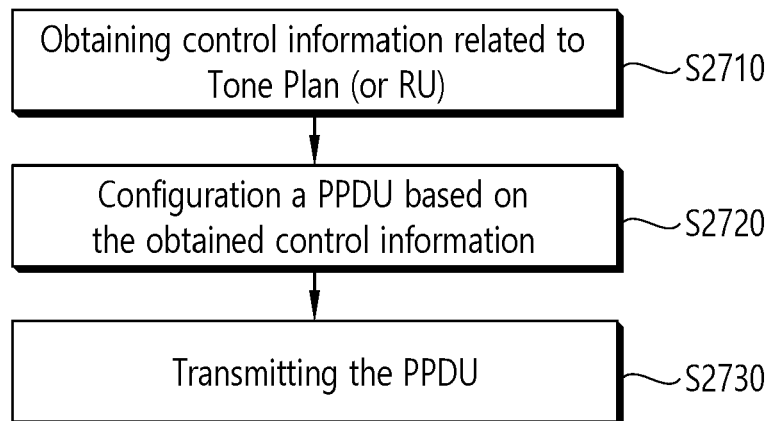 Obtaining control information related to
Tone Plan (or RU)
S2710
Configuration a PPDU based on
the obtained control information
S2720
Transmitting the PPDU
S2730